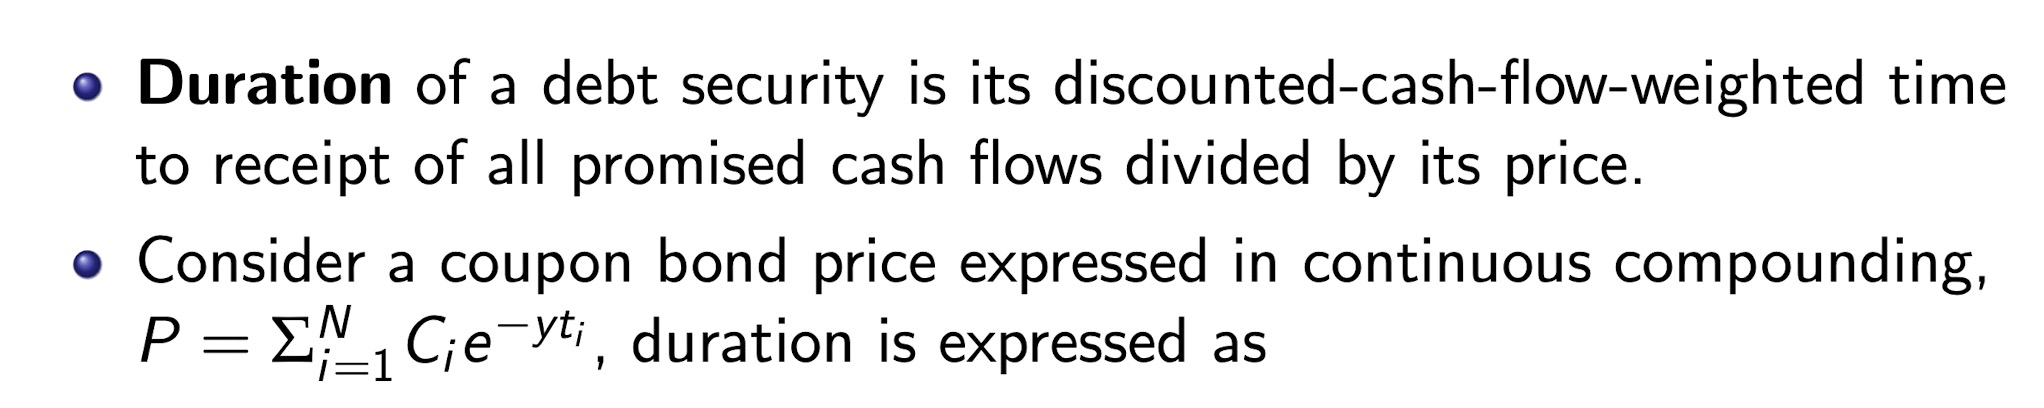 • Duration of a debt security is its discounted-cash-flow-weighted time
to receipt of all promised cash flows divided by its price.
• Consider a coupon bond price expressed in continuous compounding,
$P = \Sigma_{i=1}^{N} C_i e^{-yt_i}$, duration is expressed as